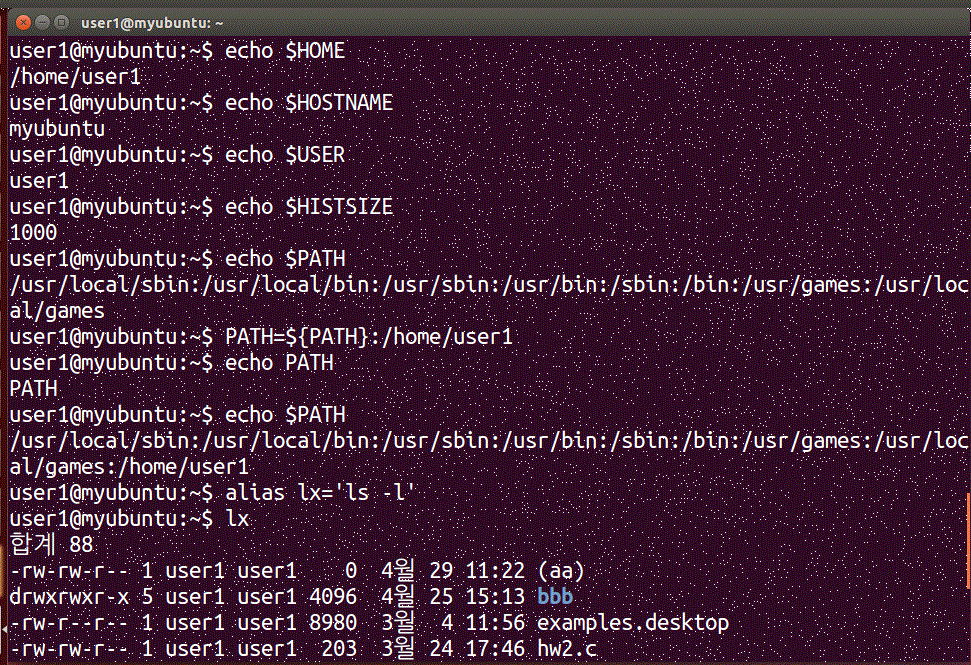 user1@myubuntu: ~
user1@myubuntu:~$ echo $HOME
/home/user1
user1@myubuntu:~$ echo $HOSTNAME
myubuntu
user1@myubuntu:~$ echo $USER
user1
user1@myubuntu:~$ echo $HISTSIZE
1000
user1@myubuntu:~$ echo $PATH
/usr/local/sbin:/usr/local/bin:/usr/sbin:/usr/bin:/sbin:/bin:/usr/games:/usr/loc
al/games
user1@myubuntu:~$ PATH=${PATH}:/home/user1
user1@myubuntu:~$ echo PATH
PATH
user1@myubuntu:~$ echo $PATH
/usr/local/sbin:/usr/local/bin:/usr/sbin:/usr/bin:/sbin:/bin:/usr/games:/usr/loc
al/games:/home/user1
user1@myubuntu:~$ alias lx='ls -l'
user1@myubuntu:~$ lx
합계 88
-rw-rw-r-- 1 user1 user1    0  4월 29 11:22 (aa)
drwxrwxr-x 5 user1 user1 4096  4월 25 15:13 bbb
-rw-r--r-- 1 user1 user1 8980  3월  4 11:56 examples.desktop
-rw-rw-r-- 1 user1 user1  203  3월 24 17:46 hw2.c